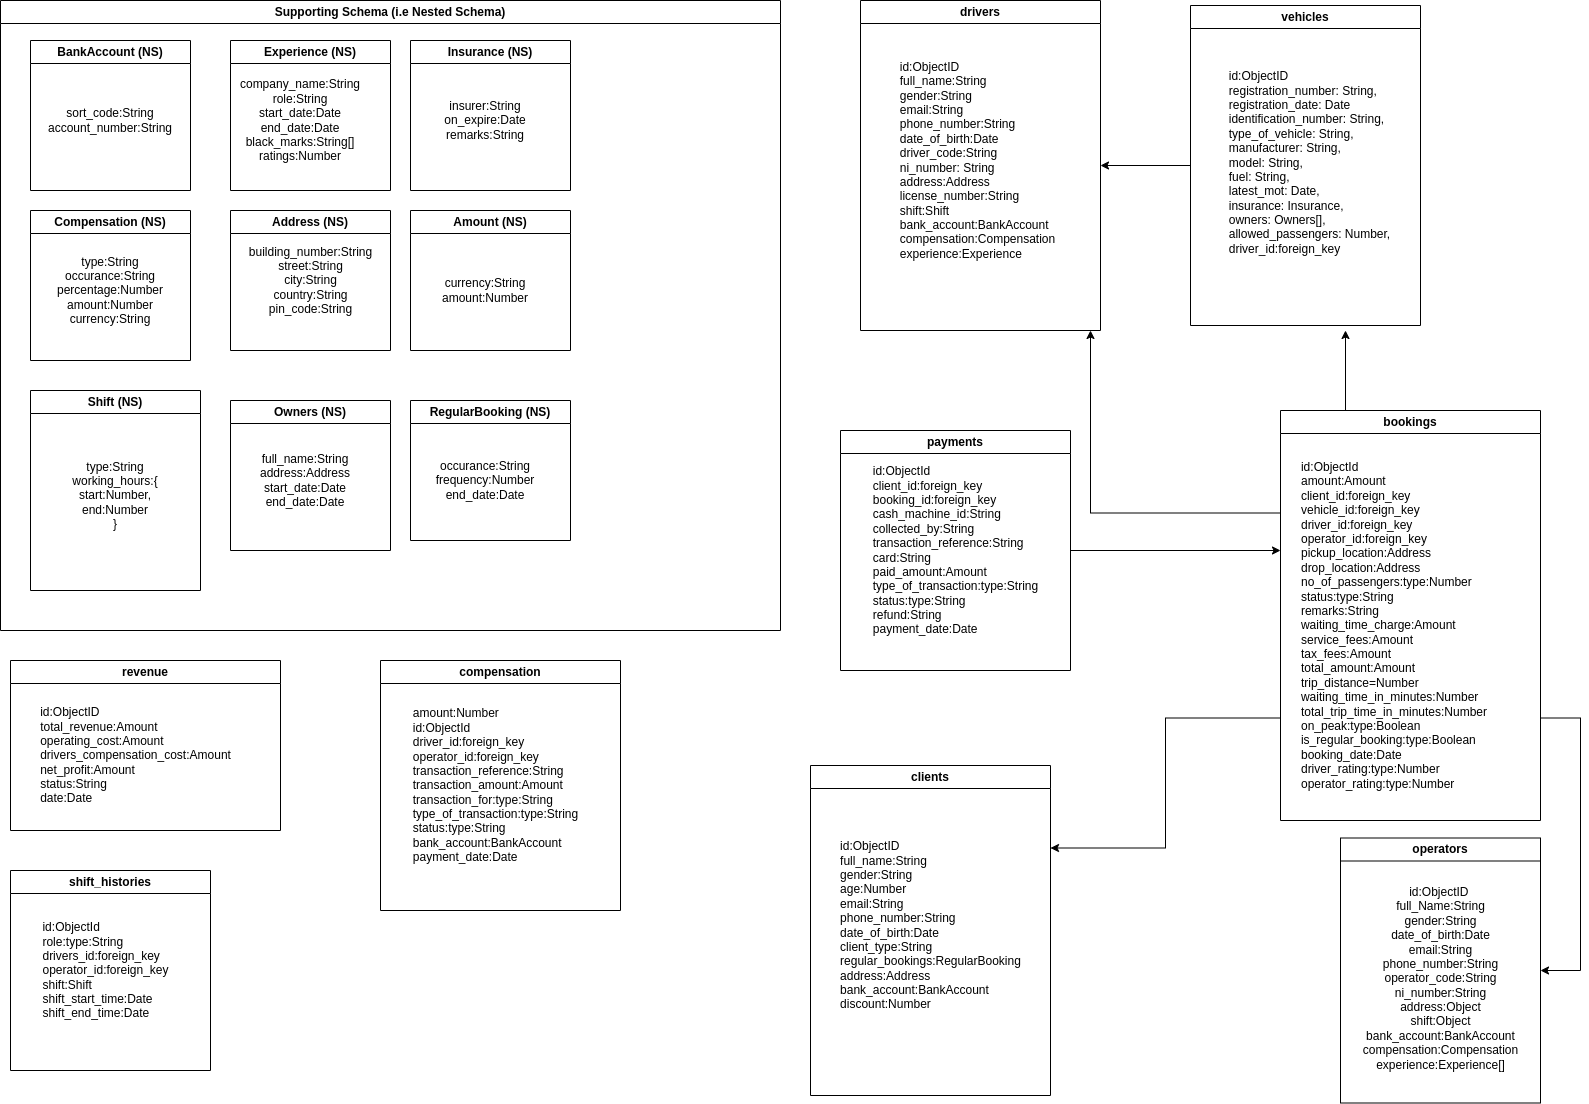 Supporting Schema (i.e Nested Schema)
BankAccount (NS)
sort_code:String
account_number:String
Experience (NS)
company_name:String
role:String
start_date:Date
end_date:Date
black_marks:String[]
ratings:Number
Insurance (NS)
insurer:String
on_expire:Date
remarks:String
Compensation (NS)
type:String
occurance:String
percentage:Number
amount:Number
currency:String
Address (NS)
building_number:String
street:String
city:String
country:String
pin_code:String
Amount (NS)
currency:String
amount:Number
Shift (NS)
type:String
working_hours:{
start:Number,
end:Number
}
Owners (NS)
full_name:String
address:Address
start_date:Date
end_date:Date
RegularBooking (NS)
occurance:String
frequency:Number
end_date:Date
drivers
id:ObjectID
full_name:String
gender:String
email:String
phone_number:String
date_of_birth:Date
driver_code:String
ni_number: String
address:Address
license_number:String
shift:Shift
bank_account:BankAccount
compensation:Compensation
experience:Experience
vehicles
id:ObjectID
registration_number: String,
registration_date: Date
identification_number: String,
type_of_vehicle: String,
manufacturer: String,
model: String,
fuel: String,
latest_mot: Date,
insurance: Insurance,
owners: Owners[],
allowed_passengers: Number,
driver_id:foreign_key
payments
id:ObjectId
client_id:foreign_key
booking_id:foreign_key
cash_machine_id:String
collected_by:String
transaction_reference:String
card:String
paid_amount:Amount
type_of_transaction:type:String
status:type:String
refund:String
payment_date:Date
bookings
id:ObjectId
amount:Amount
client_id:foreign_key
vehicle_id:foreign_key
driver_id:foreign_key
operator_id:foreign_key
pickup_location:Address
drop_location:Address
no_of_passengers:type:Number
status:type:String
remarks:String
waiting_time_charge:Amount
service_fees:Amount
tax_fees:Amount
total_amount:Amount
trip_distance=Number
waiting_time_in_minutes:Number
total_trip_time_in_minutes:Number
on_peak:type:Boolean
is_regular_booking:type:Boolean
booking_date:Date
driver_rating:type:Number
operator_rating:type:Number
revenue
id:ObjectID
total_revenue:Amount
operating_cost:Amount
drivers_compensation_cost:Amount
net_profit:Amount
status:String
date:Date
compensation
amount:Number
id:ObjectId
driver_id:foreign_key
operator_id:foreign_key
transaction_reference:String
transaction_amount:Amount
transaction_for:type:String
type_of_transaction:type:String
status:type:String
bank_account:BankAccount
payment_date:Date
shift_histories
id:ObjectId
role:type:String
drivers_id:foreign_key
operator_id:foreign_key
shift:Shift
shift_start_time:Date
shift_end_time:Date
clients
id:ObjectID
full_name:String
gender:String
age:Number
email:String
phone_number:String
date_of_birth:Date
client_type:String
regular_bookings:RegularBooking
address:Address
bank_account:BankAccount
discount:Number
operators
id:ObjectID
full_Name:String
gender:String
date_of_birth:Date
email:String
phone_number:String
operator_code:String
ni_number:String
address:Object
shift:Object
bank_account:BankAccount
compensation:Compensation
experience:Experience[]